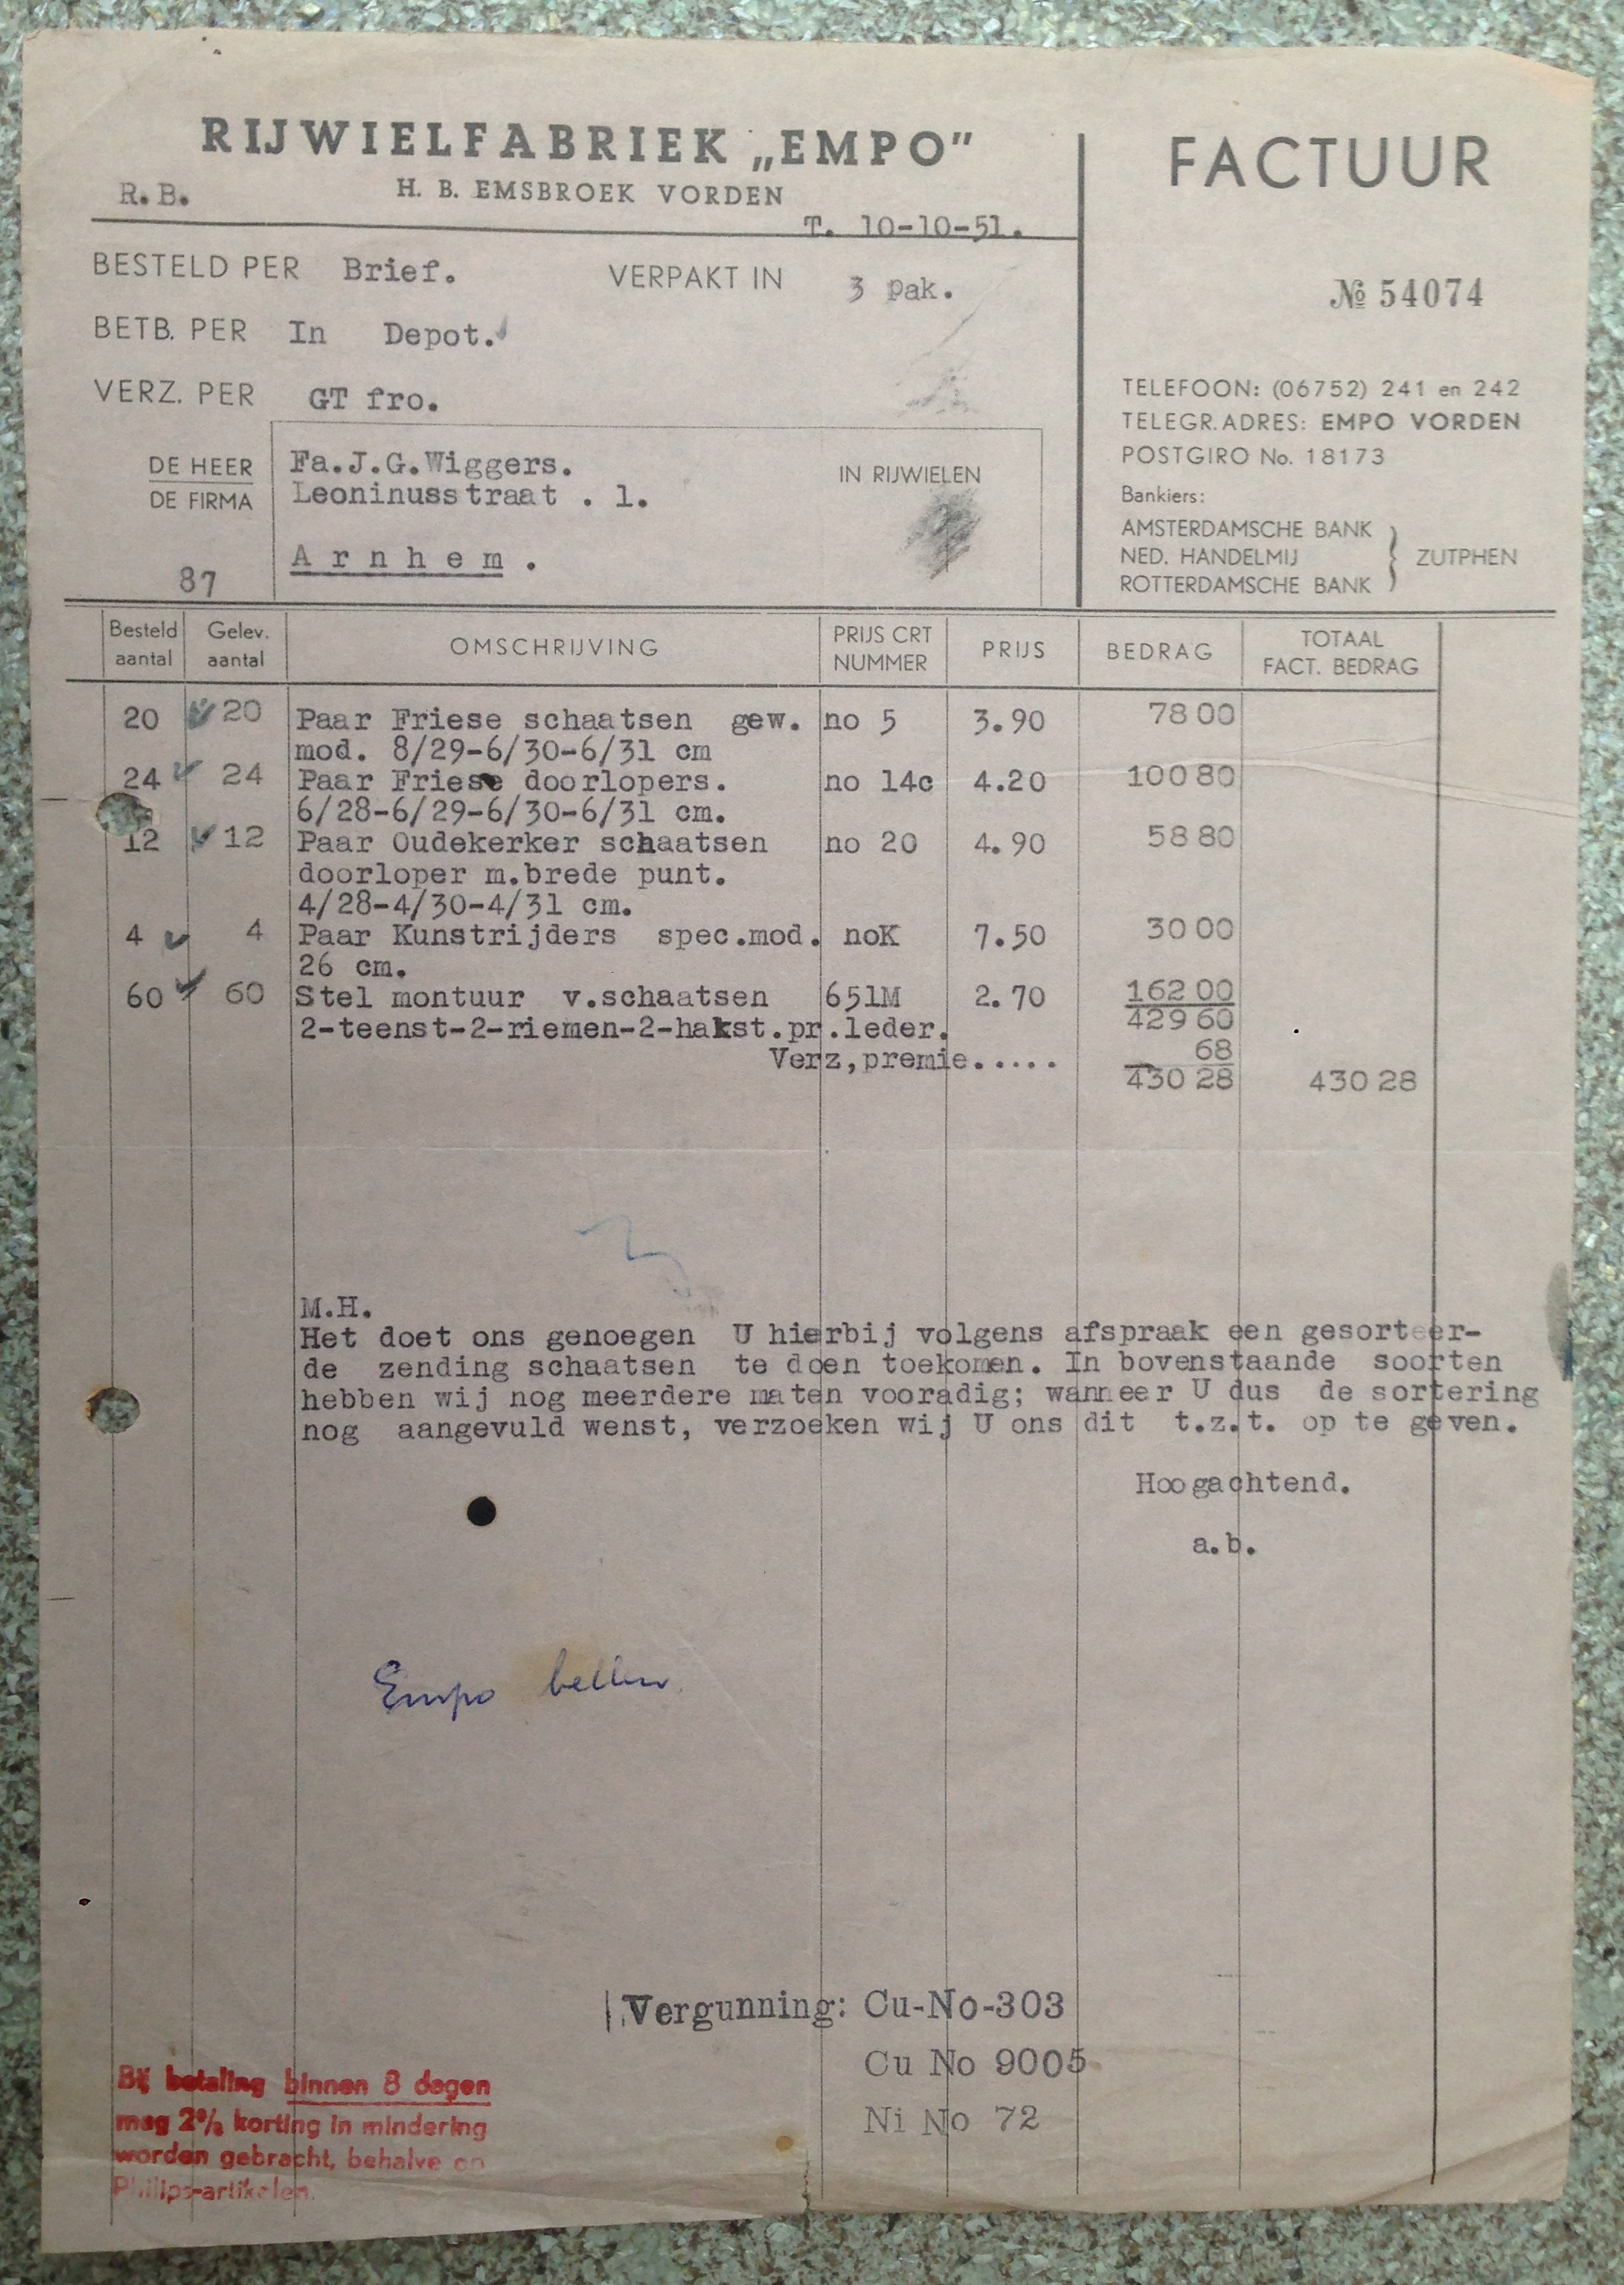 RIJWIELFABRIEK „EMPO”
FACTUUR
R.B.
H. B. EMSBROEK VORDEN
T. 10-10-51.
BESTELD PER Brief.
VERPAKT IN 3 pak.
№ 54074
BETB. PER In Depot.
VERZ. PER GT fro.
TELEFOON: (06752) 241 en 242
TELEGR. ADRES: EMPO VORDEN
POSTGIRO No. 18173
Bankiers:
AMSTERDAMSCHE BANK
NED. HANDELMIJ } ZUTPHEN
ROTTERDAMSCHE BANK
DE HEER Fa.J.G.Wiggers.
DE FIRMA Leoninusstraat . 1.
IN RIJWIELEN
Arnhem.
87
Besteld aantal Gelev. aantal OMSCHRIJVING PRIJS CRT NUMMER PRIJS BEDRAG TOTAAL FACT. BEDRAG
20 20 Paar Friese schaatsen gew. no 5 3.90 78 00
mod. 8/29-6/30-6/31 cm
24 24 Paar Friese doorlopers. no 14c 4.20 100 80
6/28-6/29-6/30-6/31 cm.
12 12 Paar Oudekerker schaatsen no 20 4.90 58 80
doorloper m.brede punt.
4/28-4/30-4/31 cm.
4 4 Paar Kunstrijders spec.mod. noK 7.50 30 00
26 cm.
60 60 Stel montuur v.schaatsen 651M 2.70 162 00
2-teenst-2-riemen-2-hakst.pr.leder. 429 60
Verz,premie..... 68
430 28 430 28
M.H.
Het doet ons genoegen U hierbij volgens afspraak een gesorteer-
de zending schaatsen te doen toekomen. In bovenstaande soorten
hebben wij nog meerdere maten vooradig; wanneer U dus de sortering
nog aangevuld wenst, verzoeken wij U ons dit t.z.t. op te geven.
Hoogachtend.
a.b.
Empo bellen
Vergunning: Cu-No-303
Cu No 9005
Ni No 72
Bij betaling binnen 8 dagen
mag 2% korting in mindering
worden gebracht, behalve op
Philips-artikelen.